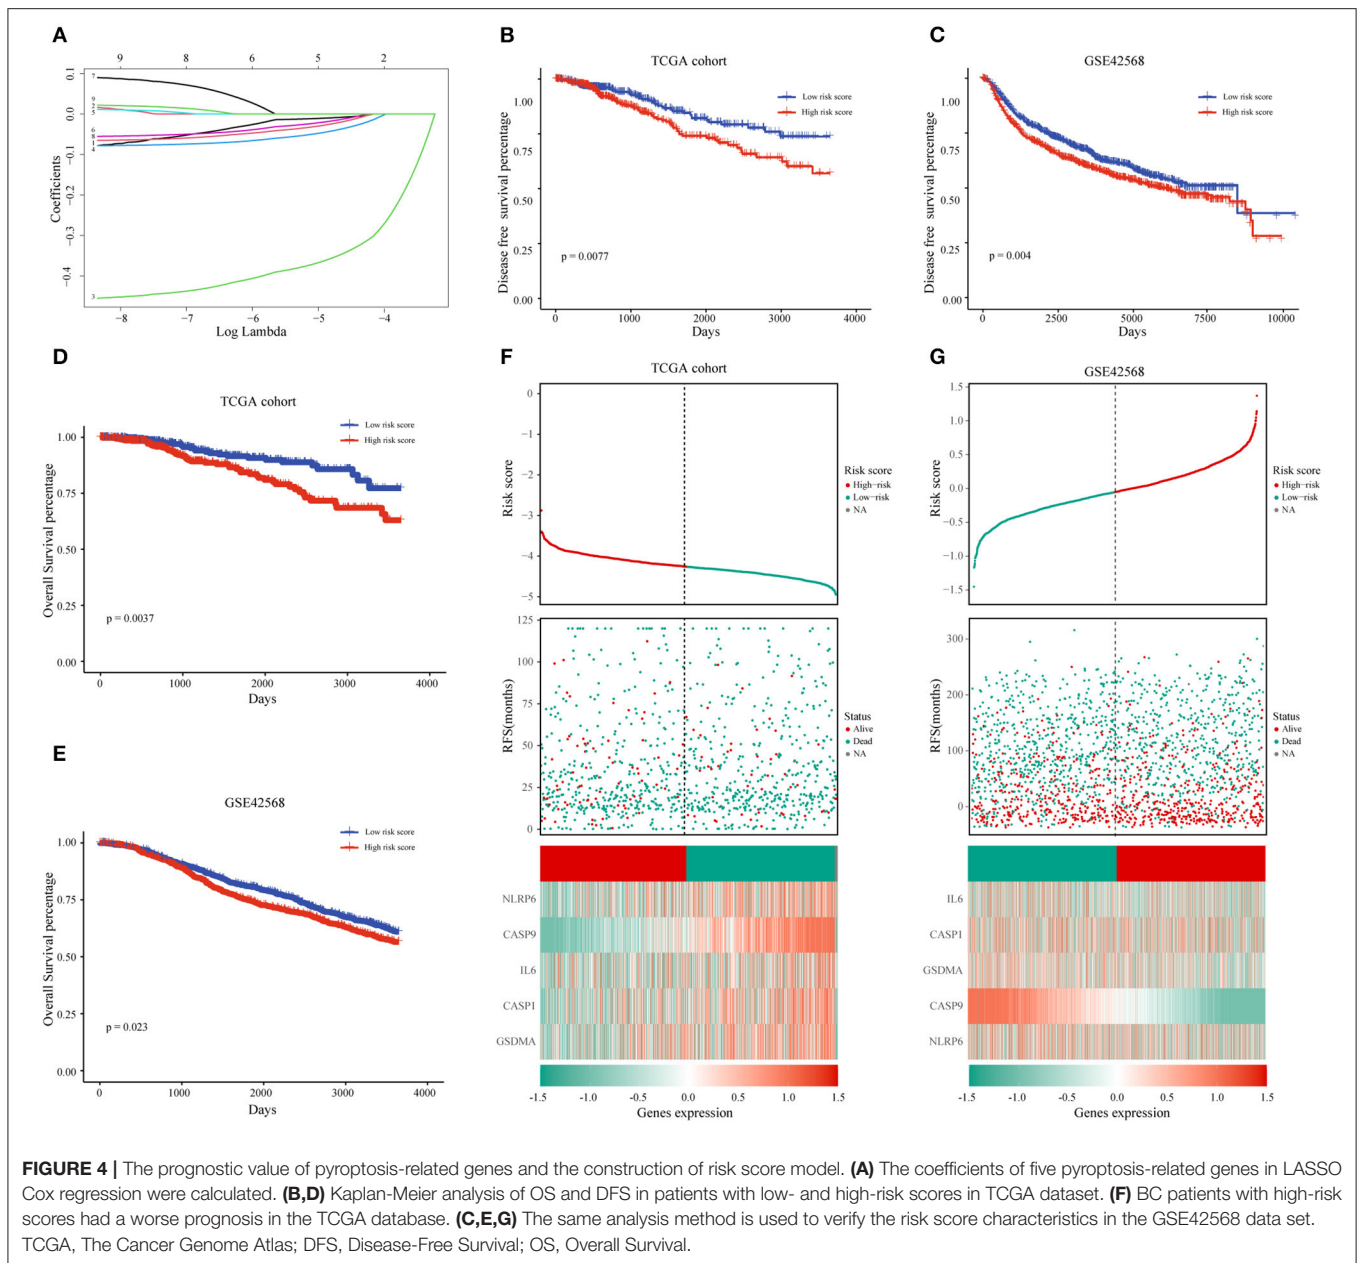 A
9 8 6 5 2
0.1
0.0
−0.1
−0.2
−0.3
−0.4
Coefficients
7
9
2
5
6
8
1
4
3
−8 −7 −6 −5 −4
Log Lambda
B
TCGA cohort
Low risk score
High risk score
1.00
0.75
0.50
0.25
0.00
Disease free survival percentage
p = 0.0077
0 1000 2000 3000 4000
Days
C
GSE42568
Low risk score
High risk score
1.00
0.75
0.50
0.25
0.00
Disease free survival percentage
p = 0.004
0 2500 5000 7500 10000
Days
D
TCGA cohort
Low risk score
High risk score
1.00
0.75
0.50
0.25
0.00
Overall Survival percentage
p = 0.0037
0 1000 2000 3000 4000
Days
E
GSE42568
Low risk score
High risk score
1.00
0.75
0.50
0.25
0.00
Overall Survival percentage
p = 0.023
0 1000 2000 3000 4000
Days
F
TCGA cohort
0
−1
−2
−3
−4
−5
Risk score
Risk score
High−risk
Low−risk
NA
125
100
75
50
25
0
RFS(months)
Status
Alive
Dead
NA
NLRP6
CASP9
IL6
CASP1
GSDMA
-1.5 -1.0 -0.5 0.0 0.5 1.0 1.5
Genes expression
G
GSE42568
1.5
1.0
0.5
0.0
−0.5
−1.0
−1.5
Risk score
Risk score
High−risk
Low−risk
NA
300
200
100
0
RFS(months)
Status
Alive
Dead
NA
IL6
CASP1
GSDMA
CASP9
NLRP6
-1.5 -1.0 -0.5 0.0 0.5 1.0 1.5
Genes expression
FIGURE 4 | The prognostic value of pyroptosis-related genes and the construction of risk score model. (A) The coefficients of five pyroptosis-related genes in LASSO
Cox regression were calculated. (B,D) Kaplan-Meier analysis of OS and DFS in patients with low- and high-risk scores in TCGA dataset. (F) BC patients with high-risk
scores had a worse prognosis in the TCGA database. (C,E,G) The same analysis method is used to verify the risk score characteristics in the GSE42568 data set.
TCGA, The Cancer Genome Atlas; DFS, Disease-Free Survival; OS, Overall Survival.